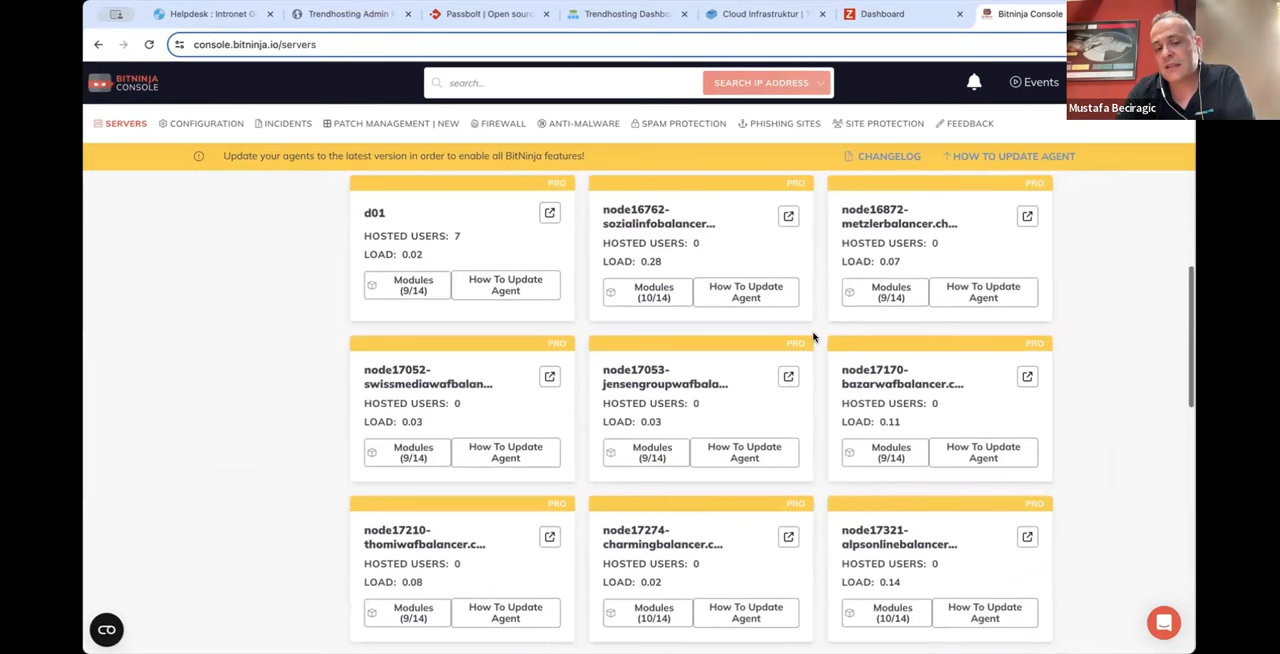 Helpdesk : Intronet G
Trendhosting Admin
Passbolt | Open sour
Trendhosting Dashbo
Cloud Infrastruktur | T
Dashboard
Bitninja Console
console.bitninja.io/servers
BITNINJA
CONSOLE
search...
SEARCH IP ADDRESS
Events
Mustafa Beciragic
SERVERS
CONFIGURATION
INCIDENTS
PATCH MANAGEMENT | NEW
FIREWALL
ANTI-MALWARE
SPAM PROTECTION
PHISHING SITES
SITE PROTECTION
FEEDBACK
Update your agents to the latest version in order to enable all BitNinja features!
CHANGELOG
HOW TO UPDATE AGENT
PRO
d01
HOSTED USERS: 7
LOAD: 0.02
Modules
(9/14)
How To Update
Agent
PRO
node16762-
sozialinfobalancer...
HOSTED USERS: 0
LOAD: 0.28
Modules
(10/14)
How To Update
Agent
PRO
node16872-
metzlerbalancer.ch...
HOSTED USERS: 0
LOAD: 0.07
Modules
(9/14)
How To Update
Agent
PRO
node17052-
swissmediawafbalan...
HOSTED USERS: 0
LOAD: 0.03
Modules
(9/14)
How To Update
Agent
PRO
node17053-
jensengroupwafbala...
HOSTED USERS: 0
LOAD: 0.03
Modules
(9/14)
How To Update
Agent
PRO
node17170-
bazarwafbalancer.c...
HOSTED USERS: 0
LOAD: 0.11
Modules
(9/14)
How To Update
Agent
PRO
node17210-
thomiwafbalancer.c...
HOSTED USERS: 0
LOAD: 0.08
Modules
(9/14)
How To Update
Agent
PRO
node17274-
charmingbalancer.c...
HOSTED USERS: 0
LOAD: 0.02
Modules
(10/14)
How To Update
Agent
PRO
node17321-
alpsonlinebalancer...
HOSTED USERS: 0
LOAD: 0.14
Modules
(10/14)
How To Update
Agent